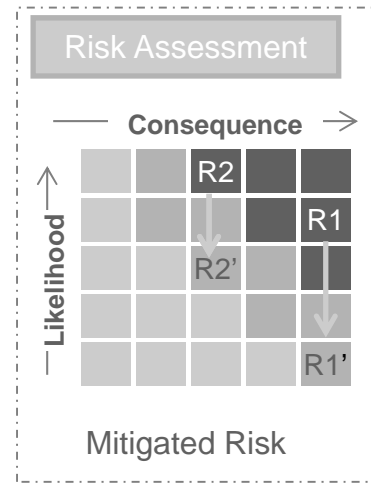 Risk Assessment
Consequence
Likelihood
R2
R1
R2’
R1’
Mitigated Risk